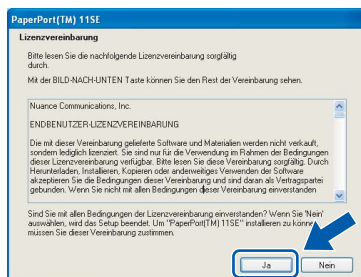 PaperPort(TM) 11SE
Lizenzvereinbarung
Bitte lesen Sie die nachfolgende Lizenzvereinbarung sorgfältig
durch.
Mit der BILD-NACH-UNTEN Taste können Sie den Rest der Vereinbarung sehen.
Nuance Communications, Inc.
ENDBENUTZER-LIZENZVEREINBARUNG
Die mit dieser Vereinbarung gelieferte Software und Materialien werden nicht verkauft,
sondern lediglich lizenziert. Sie sind nur für die Verwendung im Rahmen der Bedingungen
dieser Lizenzvereinbarung verfügbar. Bitte lesen Sie diese Vereinbarung sorgfältig. Durch
Herunterladen, Installieren, Kopieren oder anderweitiges Verwenden der Software
akzeptieren Sie die Bedingungen dieser Vereinbarung und sind daran als Vertragspartei
gebunden. Wenn Sie nicht mit allen Bedingungen dieser Vereinbarung einverstanden
Sind Sie mit allen Bedingungen der Lizenzvereinbarung einverstanden? Wenn Sie 'Nein'
auswählen, wird das Setup beendet. Um "PaperPort(TM) 11SE" installieren zu können,
müssen Sie dieser Vereinbarung zustimmen.
Ja
Nein